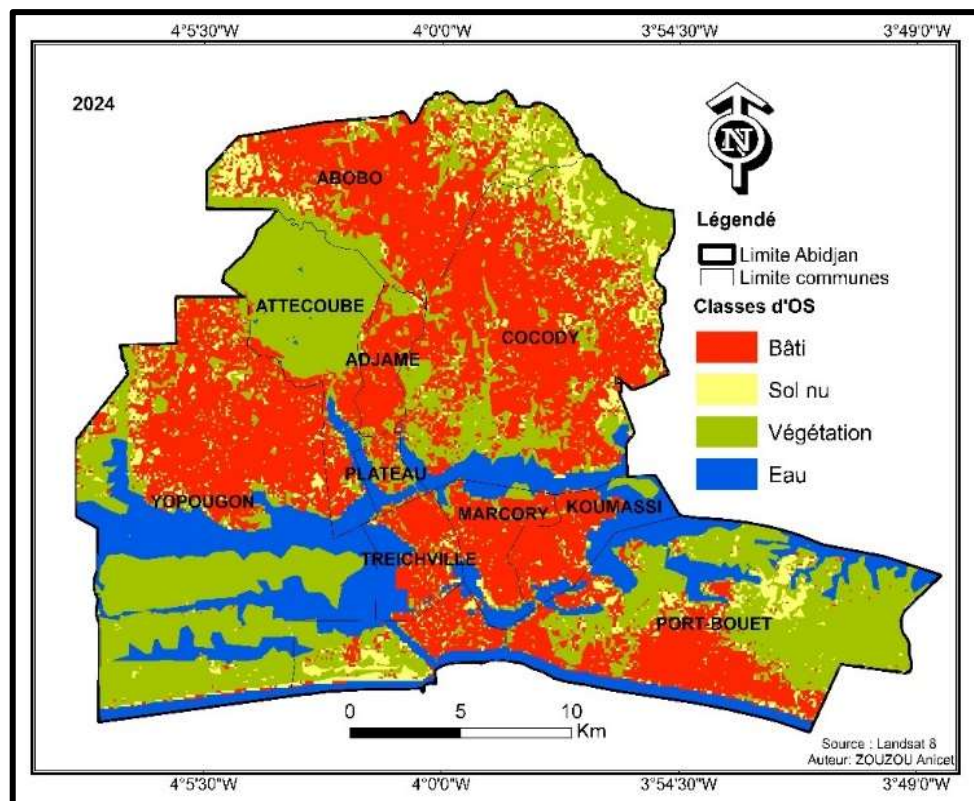 4°5'30"W 4°0'0"W 3°54'30"W 3°49'0"W
2024
N
ABOBO
ATTECOUBE
ADJAME
COCODY
PLATEAU
YOPOUGON
MARCORY
KOUMASSI
TREICHVILLE
PORT-BOUET
Légendé
Limite Abidjan
Limite communes
Classes d'OS
Bâti
Sol nu
Végétation
Eau
0 5 10
Km
Source : Landsat 8
Auteur: ZOUZOU Anicet
4°5'30"W 4°0'0"W 3°54'30"W 3°49'0"W